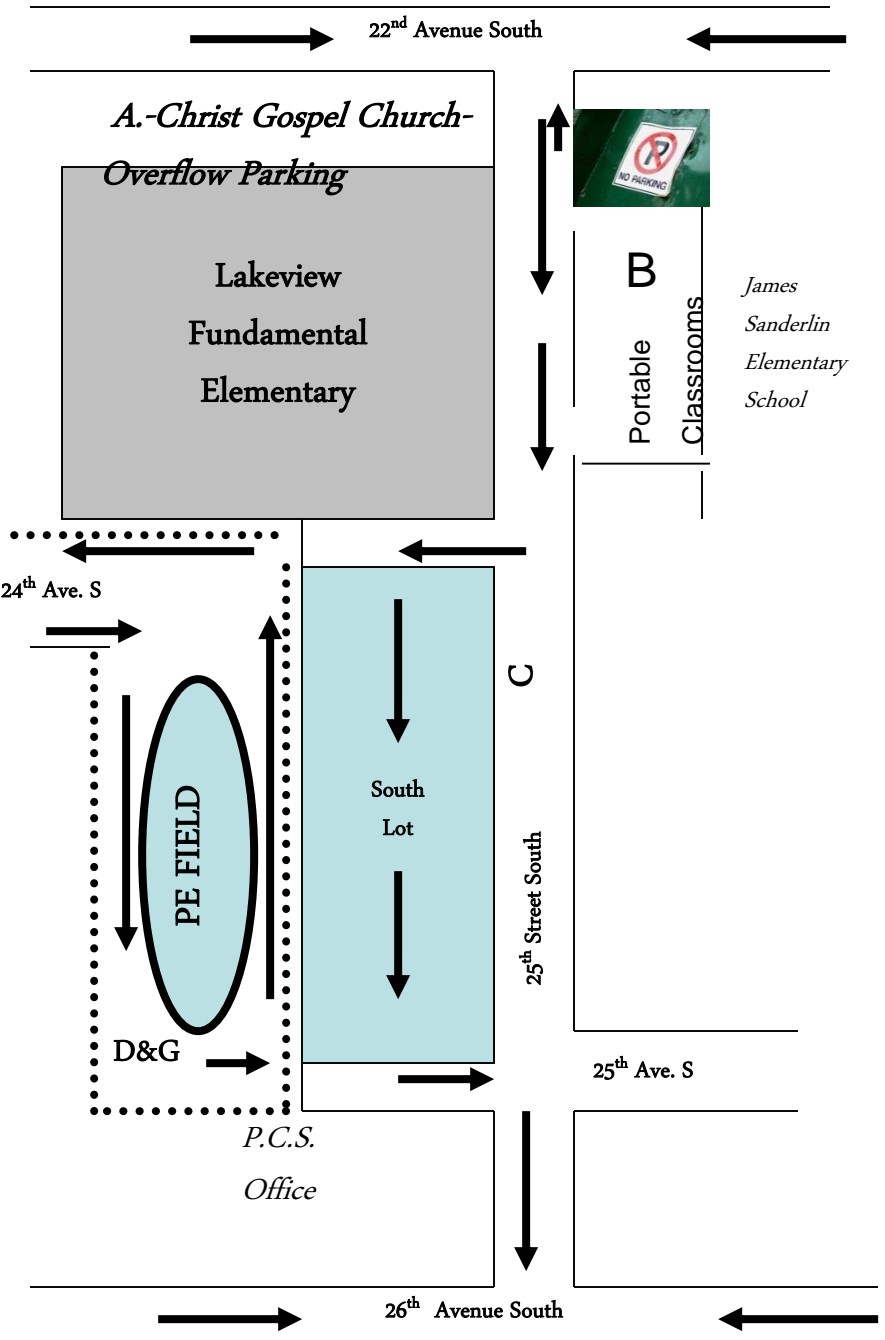 22nd Avenue South
A.-Christ Gospel Church-
Overflow Parking
P
NO PARKING
Lakeview
Fundamental
Elementary
B
Portable
Classrooms
James
Sanderlin
Elementary
School
24th Ave. S
C
South
Lot
PE FIELD
25th Street South
D&G
25th Ave. S
P.C.S.
Office
26th Avenue South